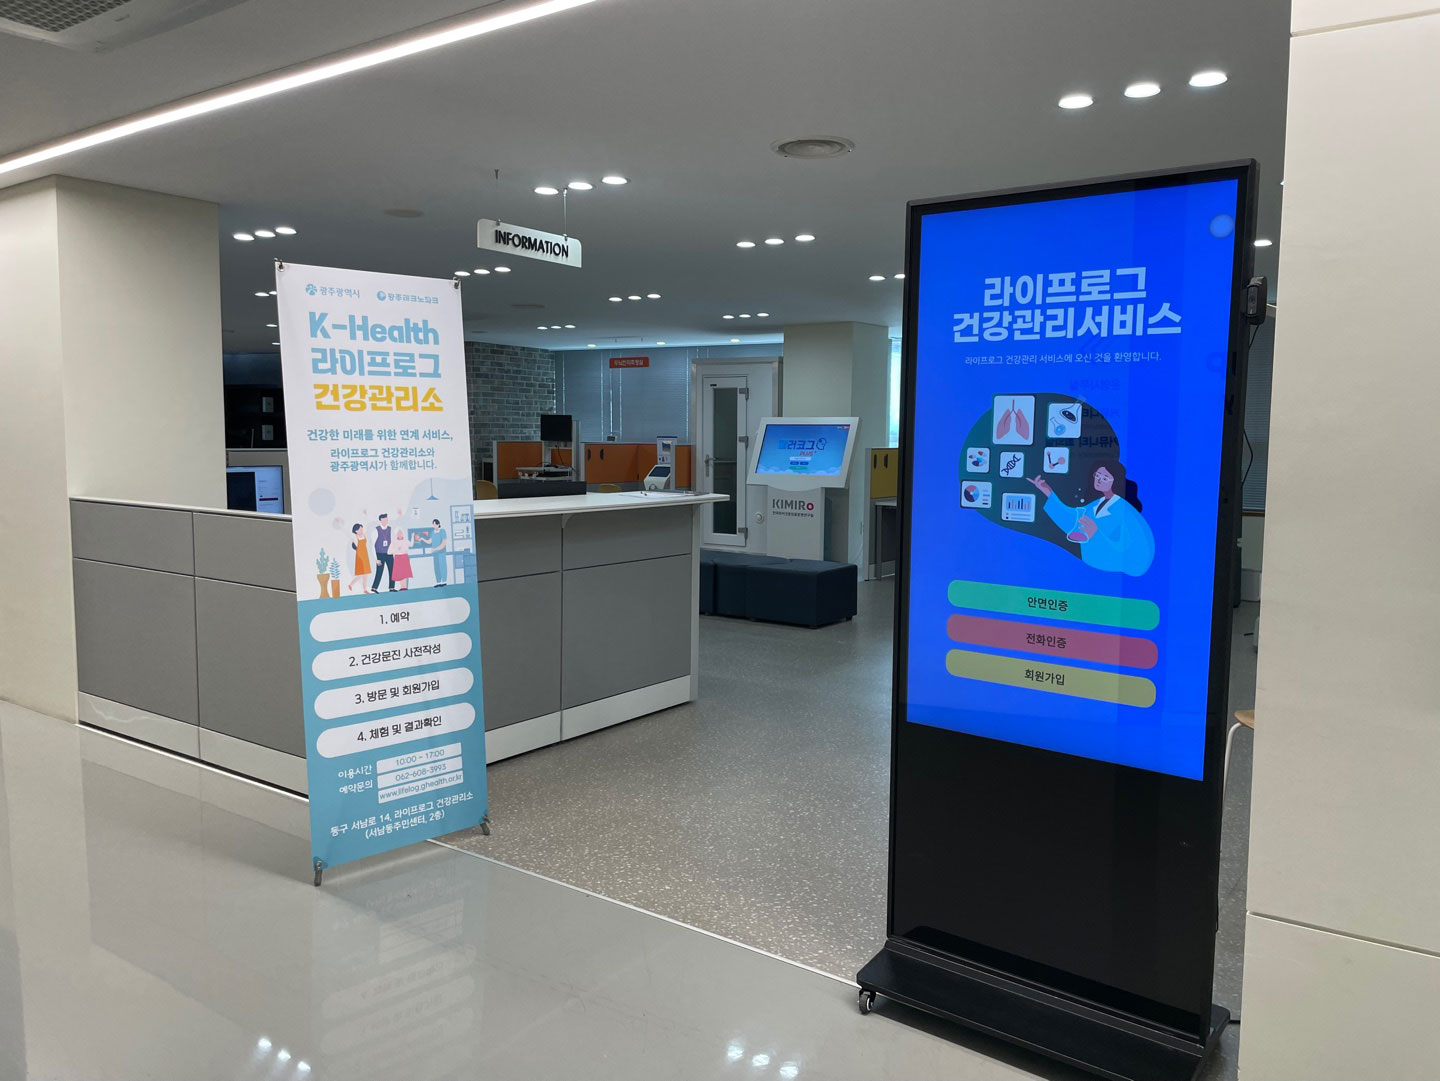 INFORMATION
광주광역시
광주테크노파크
K-Health
라이프로그
건강관리소
건강한 미래를 위한 연계 서비스,
라이프로그 건강관리소와
광주광역시가 함께합니다.
1. 예약
2. 건강문진 사전작성
3. 방문 및 회원가입
4. 체험 및 결과확인
이용시간
10:00 ~ 17:00
예약문의
062-608-3993
www.lifelog.ghealth.or.kr
동구 서남로 14, 라이프로그 건강관리소
(서남동주민센터, 2층)
KIMIRo
라이프로그
건강관리서비스
라이프로그 건강관리 서비스에 오신 것을 환영합니다.
안면인증
전화인증
회원가입